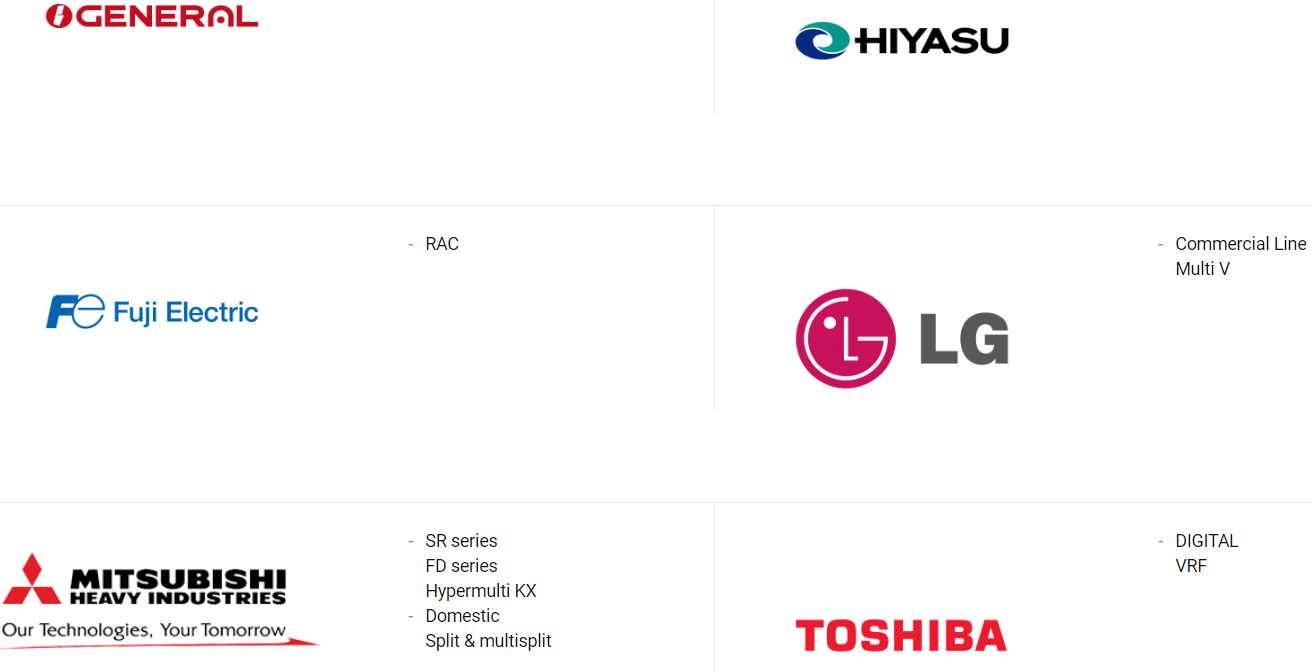 GENERAL
HIYASU
Fuji Electric
- RAC
LG
- Commercial Line
Multi V
MITSUBISHI
HEAVY INDUSTRIES
Our Technologies, Your Tomorrow
- SR series
FD series
Hypermulti KX
- Domestic
Split & multisplit
TOSHIBA
- DIGITAL
VRF